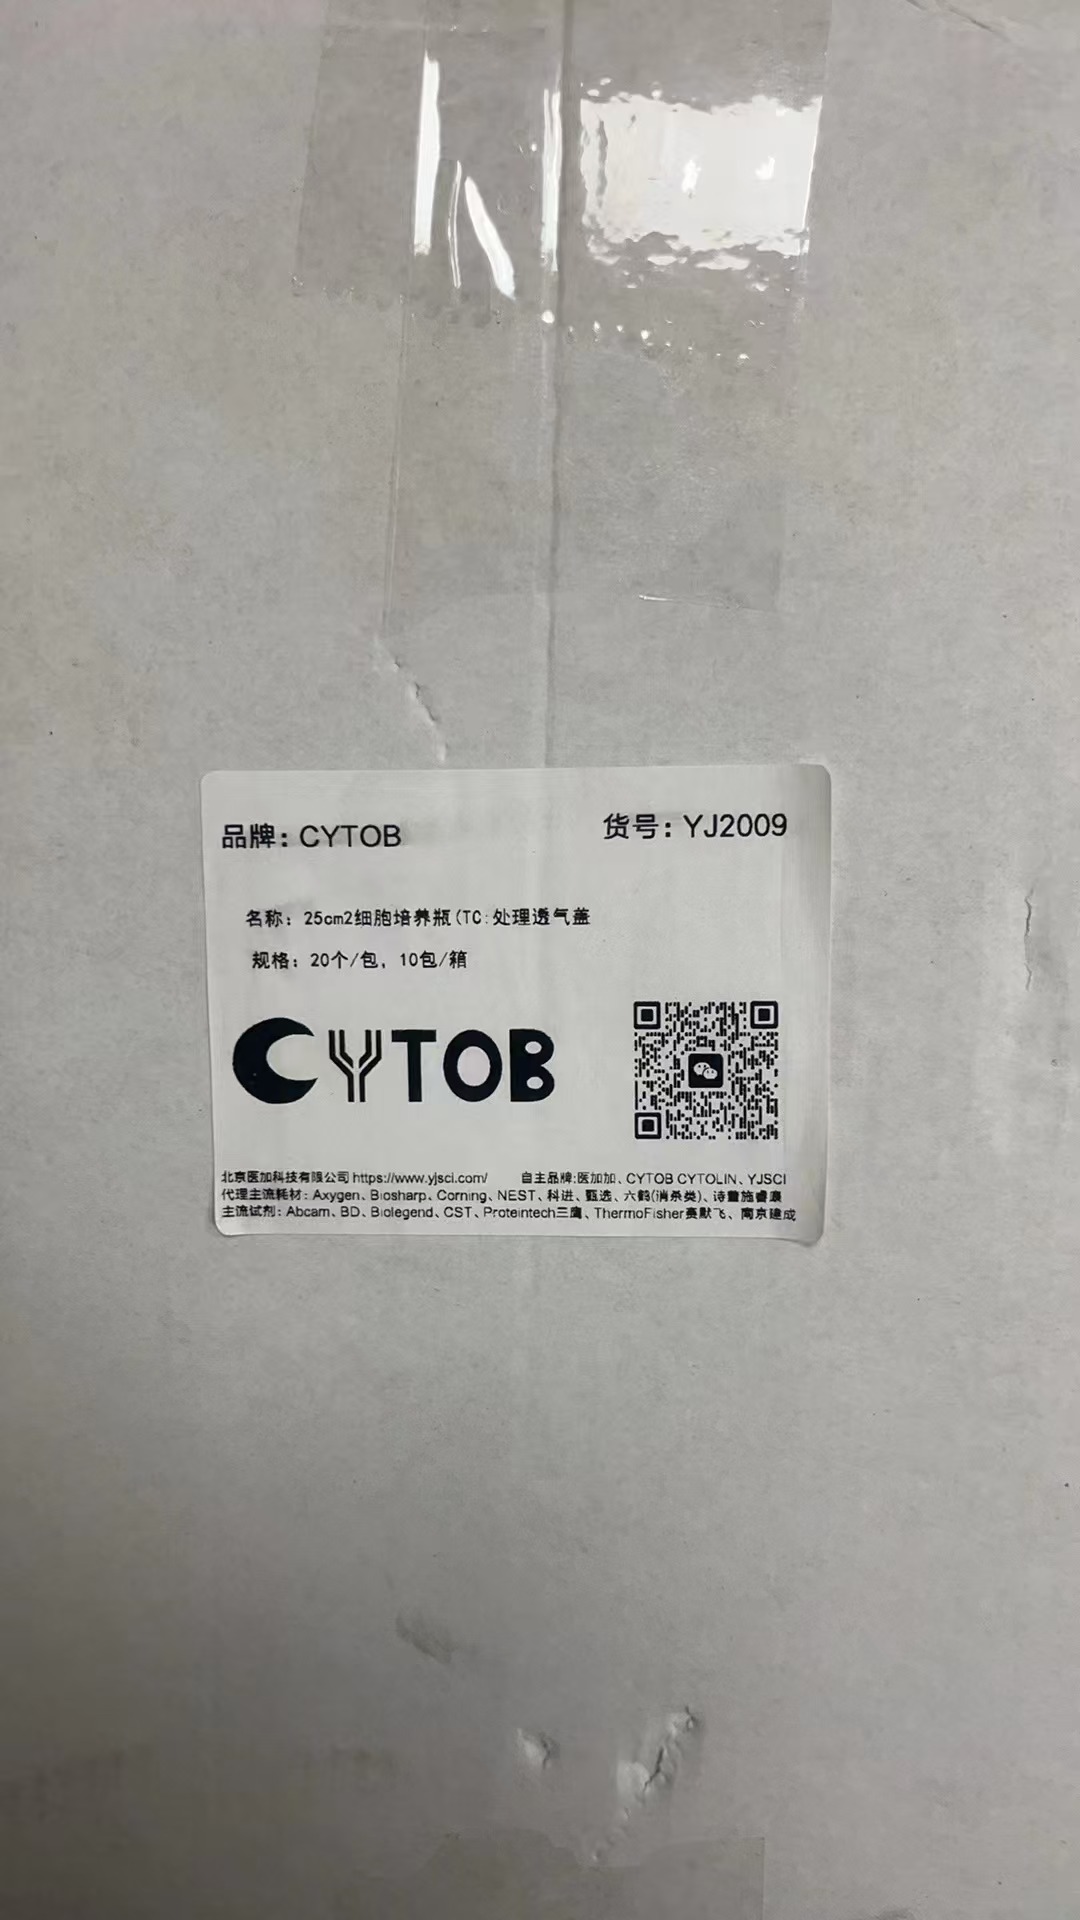 品牌: CYTOB
货号: YJ2009
名称: 25cm2细胞培养瓶(TC:处理透气盖
规格: 20个/包, 10包/箱
CYTOB
北京医加科技有限公司 https://www.yjsci.com/ 自主品牌:医加加、CYTOB CYTOLIN、YJSCI
代理主流耗材: Axygen、Biosharp、Corning、NEST、科进、甄选、六鹤(消杀类)、诗董施睿康
主流试剂: Abcam、BD、Biolegend、CST、Proteintech三鹰、ThermoFisher赛默飞、南京建成